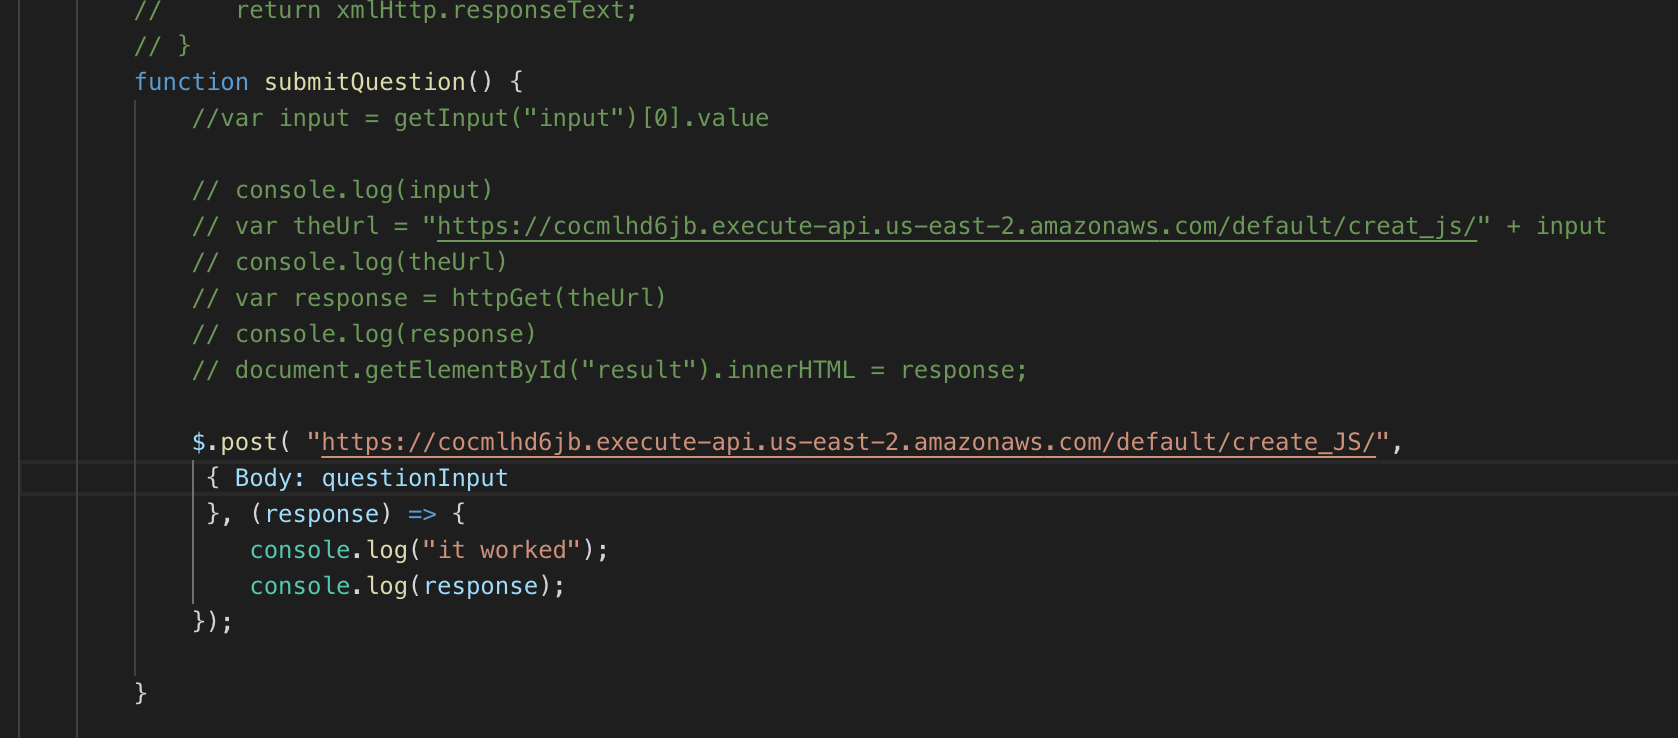 //     return xmlHttp.responseText;
// }
function submitQuestion() {
//var input = getInput("input")[0].value
// console.log(input)
// var theUrl = "https://cocmlhd6jb.execute-api.us-east-2.amazonaws.com/default/creat_js/" + input
// console.log(theUrl)
// var response = httpGet(theUrl)
// console.log(response)
// document.getElementById("result").innerHTML = response;
$.post( "https://cocmlhd6jb.execute-api.us-east-2.amazonaws.com/default/create_JS/",
{ Body: questionInput
}, (response) => {
console.log("it worked");
console.log(response);
});
}